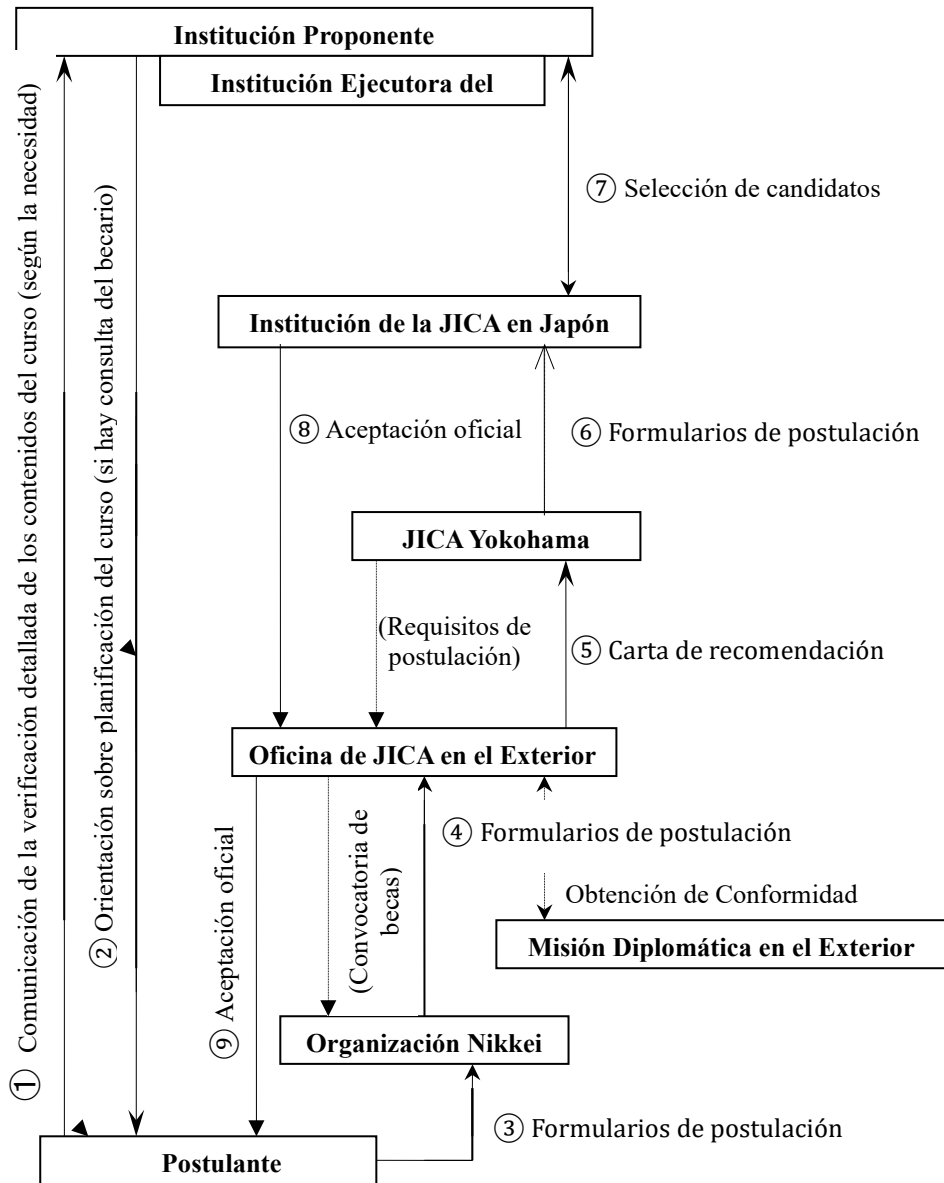 Institución Proponente
Institución Ejecutora del
① Comunicación de la verificación detallada de los contenidos del curso (según la necesidad)
② Orientación sobre planificación del curso (si hay consulta del becario)
⑦ Selección de candidatos
Institución de la JICA en Japón
⑧ Aceptación oficial
⑥ Formularios de postulación
JICA Yokohama
(Requisitos de
postulación)
⑤ Carta de recomendación
Oficina de JICA en el Exterior
⑨ Aceptación oficial
(Convocatoria de
becas)
④ Formularios de postulación
Obtención de Conformidad
Misión Diplomática en el Exterior
Organización Nikkei
③ Formularios de postulación
Postulante